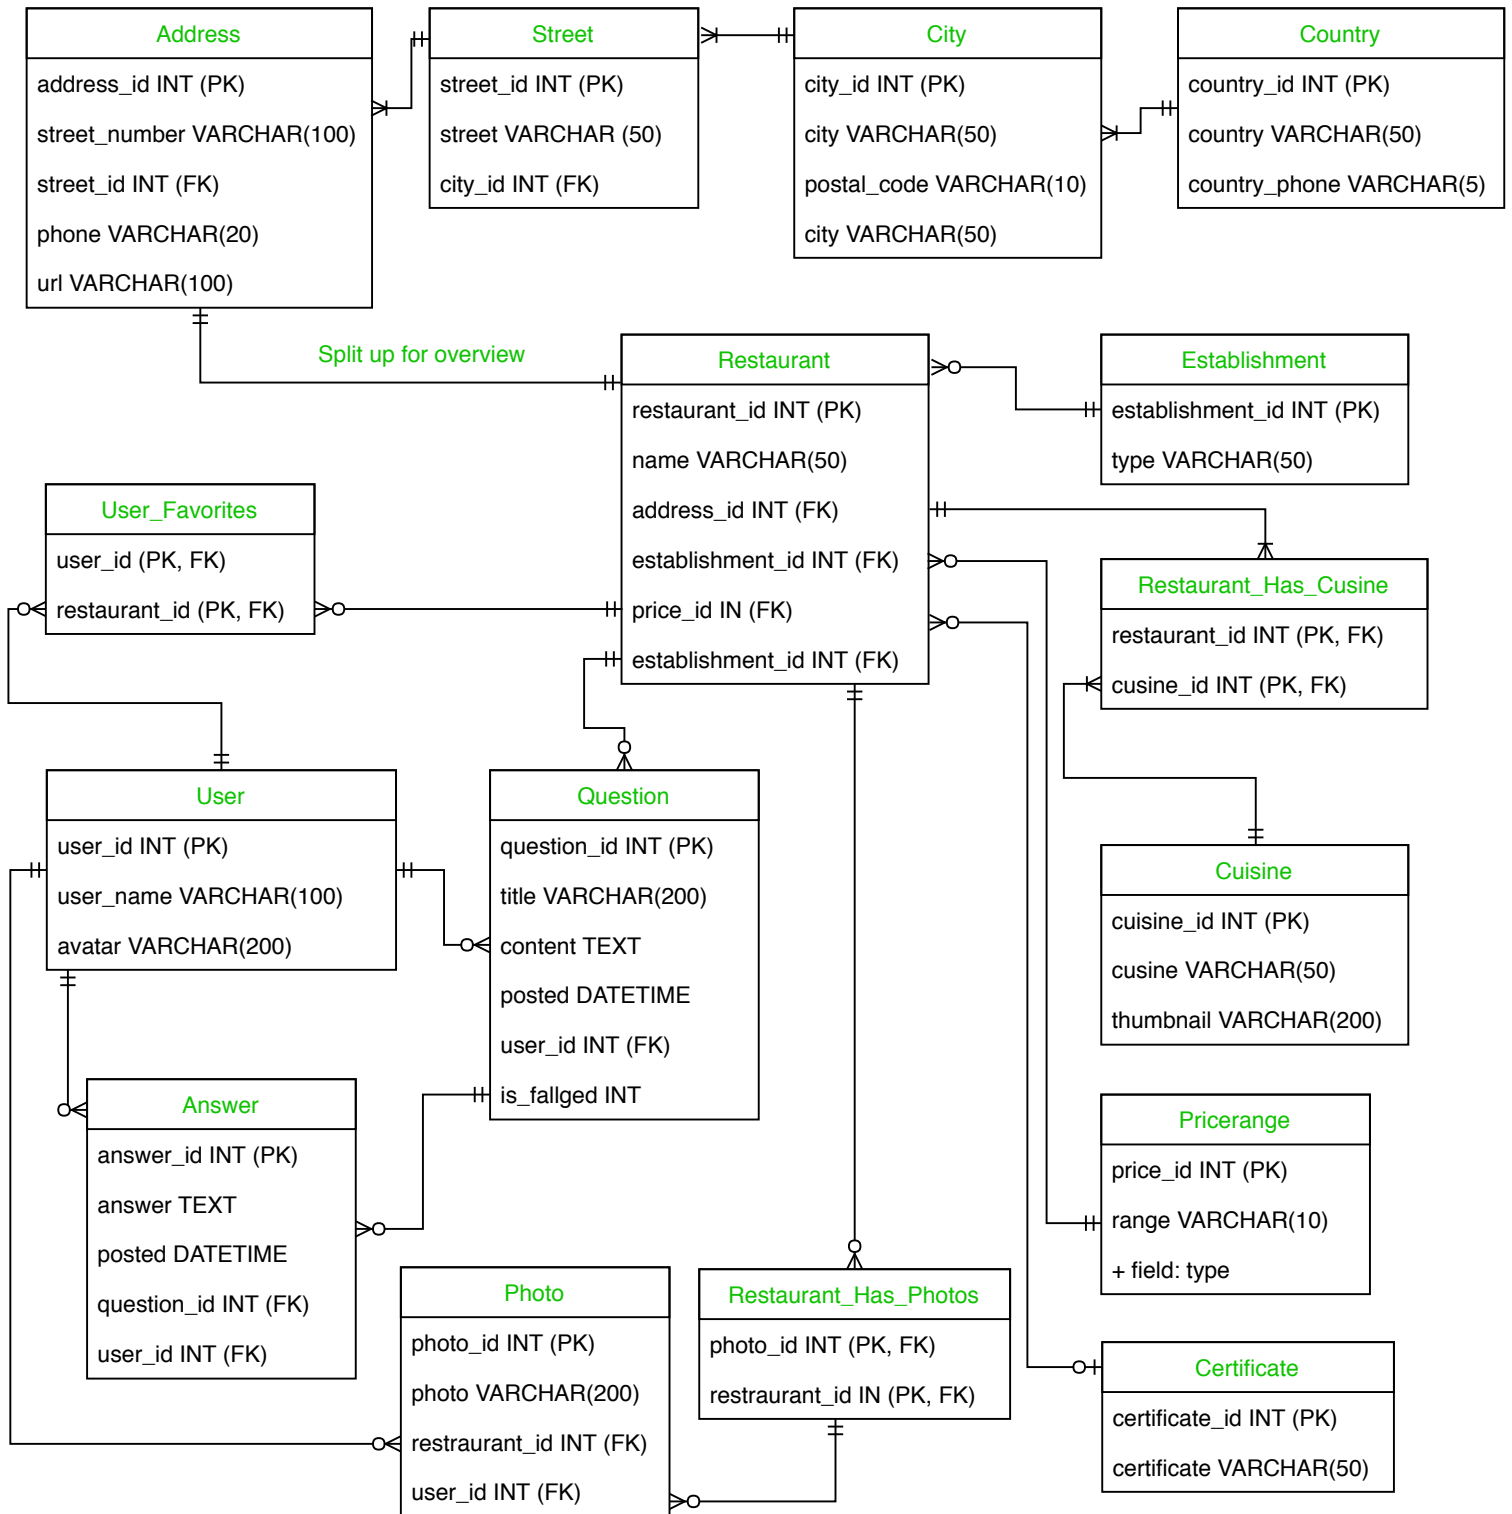 Address
address_id INT (PK)
street_number VARCHAR(100)
street_id INT (FK)
phone VARCHAR(20)
url VARCHAR(100)
Street
street_id INT (PK)
street VARCHAR (50)
city_id INT (FK)
City
city_id INT (PK)
city VARCHAR(50)
postal_code VARCHAR(10)
city VARCHAR(50)
Country
country_id INT (PK)
country VARCHAR(50)
country_phone VARCHAR(5)
Split up for overview
Restaurant
restaurant_id INT (PK)
name VARCHAR(50)
address_id INT (FK)
establishment_id INT (FK)
price_id IN (FK)
establishment_id INT (FK)
Establishment
establishment_id INT (PK)
type VARCHAR(50)
User_Favorites
user_id (PK, FK)
restaurant_id (PK, FK)
Restaurant_Has_Cusine
restaurant_id INT (PK, FK)
cusine_id INT (PK, FK)
User
user_id INT (PK)
user_name VARCHAR(100)
avatar VARCHAR(200)
Question
question_id INT (PK)
title VARCHAR(200)
content TEXT
posted DATETIME
user_id INT (FK)
is_fallged INT
Cuisine
cuisine_id INT (PK)
cusine VARCHAR(50)
thumbnail VARCHAR(200)
Answer
answer_id INT (PK)
answer TEXT
posted DATETIME
question_id INT (FK)
user_id INT (FK)
Pricerange
price_id INT (PK)
range VARCHAR(10)
+ field: type
Photo
photo_id INT (PK)
photo VARCHAR(200)
restraurant_id INT (FK)
user_id INT (FK)
Restaurant_Has_Photos
photo_id INT (PK, FK)
restraurant_id IN (PK, FK)
Certificate
certificate_id INT (PK)
certificate VARCHAR(50)